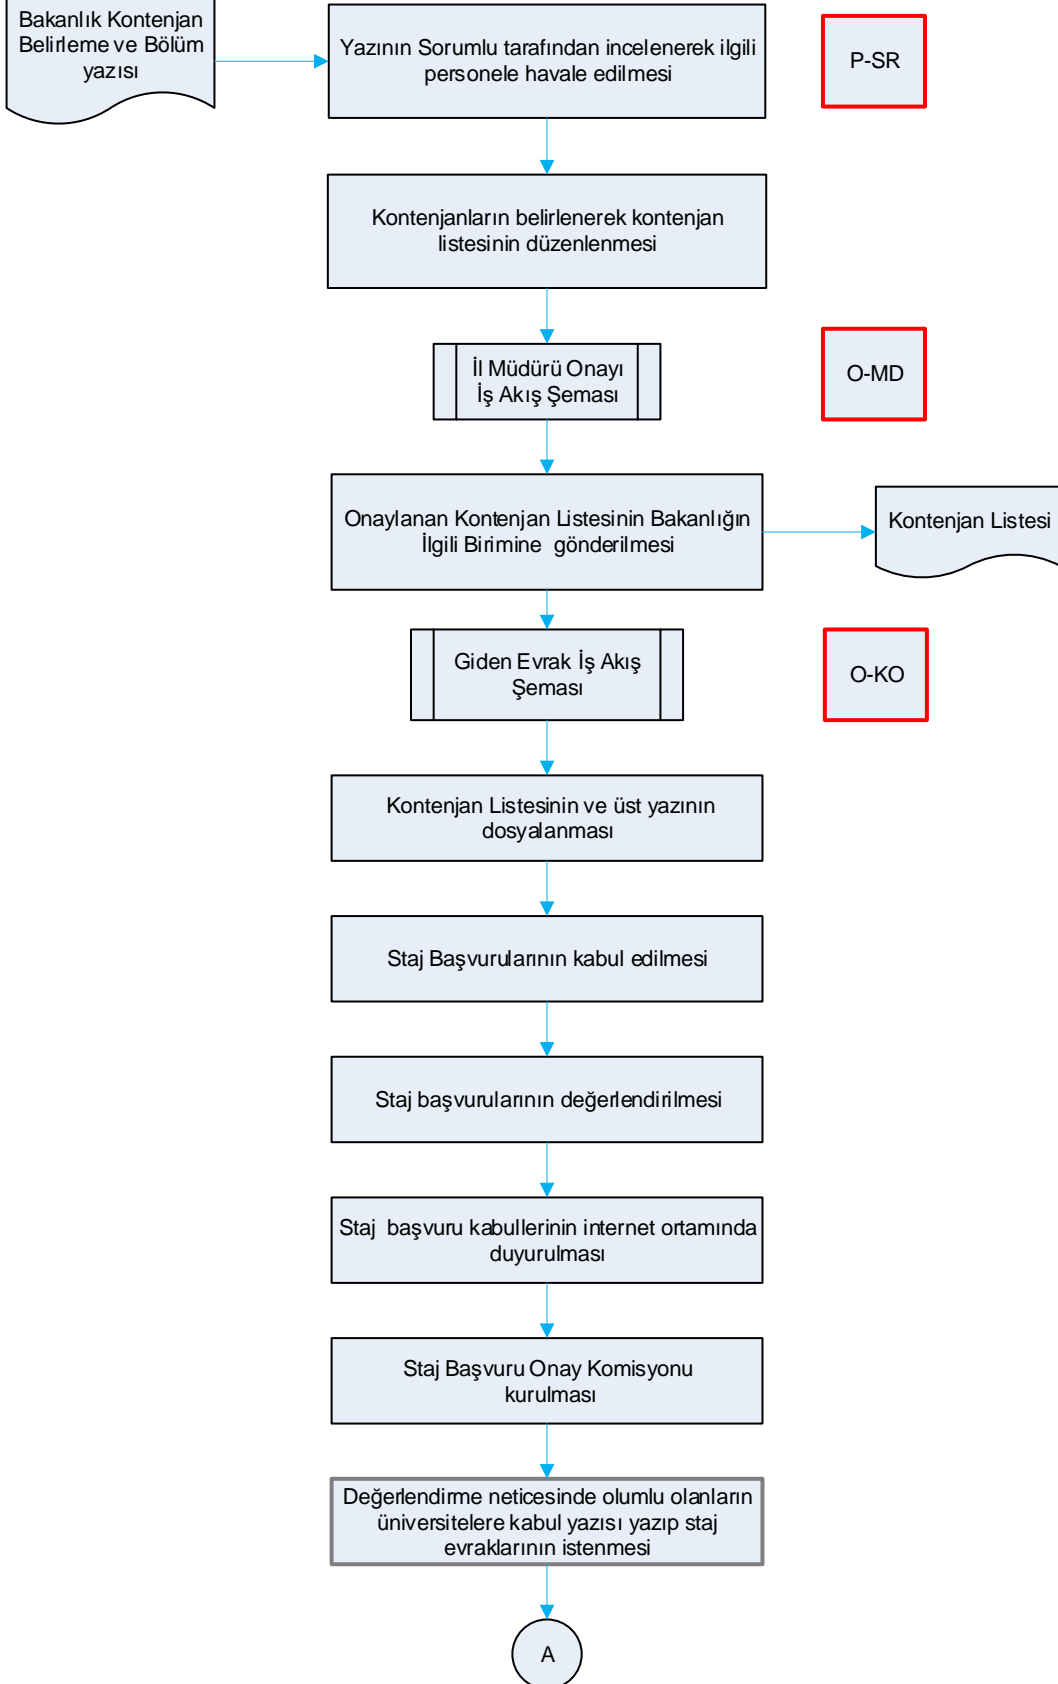 Bakanlık Kontenjan
Belirleme ve Bölüm
yazısı
Yazının Sorumlu tarafından incelenerek ilgili
personele havale edilmesi
P-SR
Kontenjanların belirlenerek kontenjan
listesinin düzenlenmesi
İl Müdürü Onayı
İş Akış Şeması
O-MD
Onaylanan Kontenjan Listesinin Bakanlığın
İlgili Birimine gönderilmesi
Kontenjan Listesi
Giden Evrak İş Akış
Şeması
O-KO
Kontenjan Listesinin ve üst yazının
dosyalanması
Staj Başvurularının kabul edilmesi
Staj başvurularının değerlendirilmesi
Staj başvuru kabullerinin internet ortamında
duyurulması
Staj Başvuru Onay Komisyonu
kurulması
Değerlendirme neticesinde olumlu olanların
üniversitelere kabul yazısı yazıp staj
evraklarının istenmesi
A